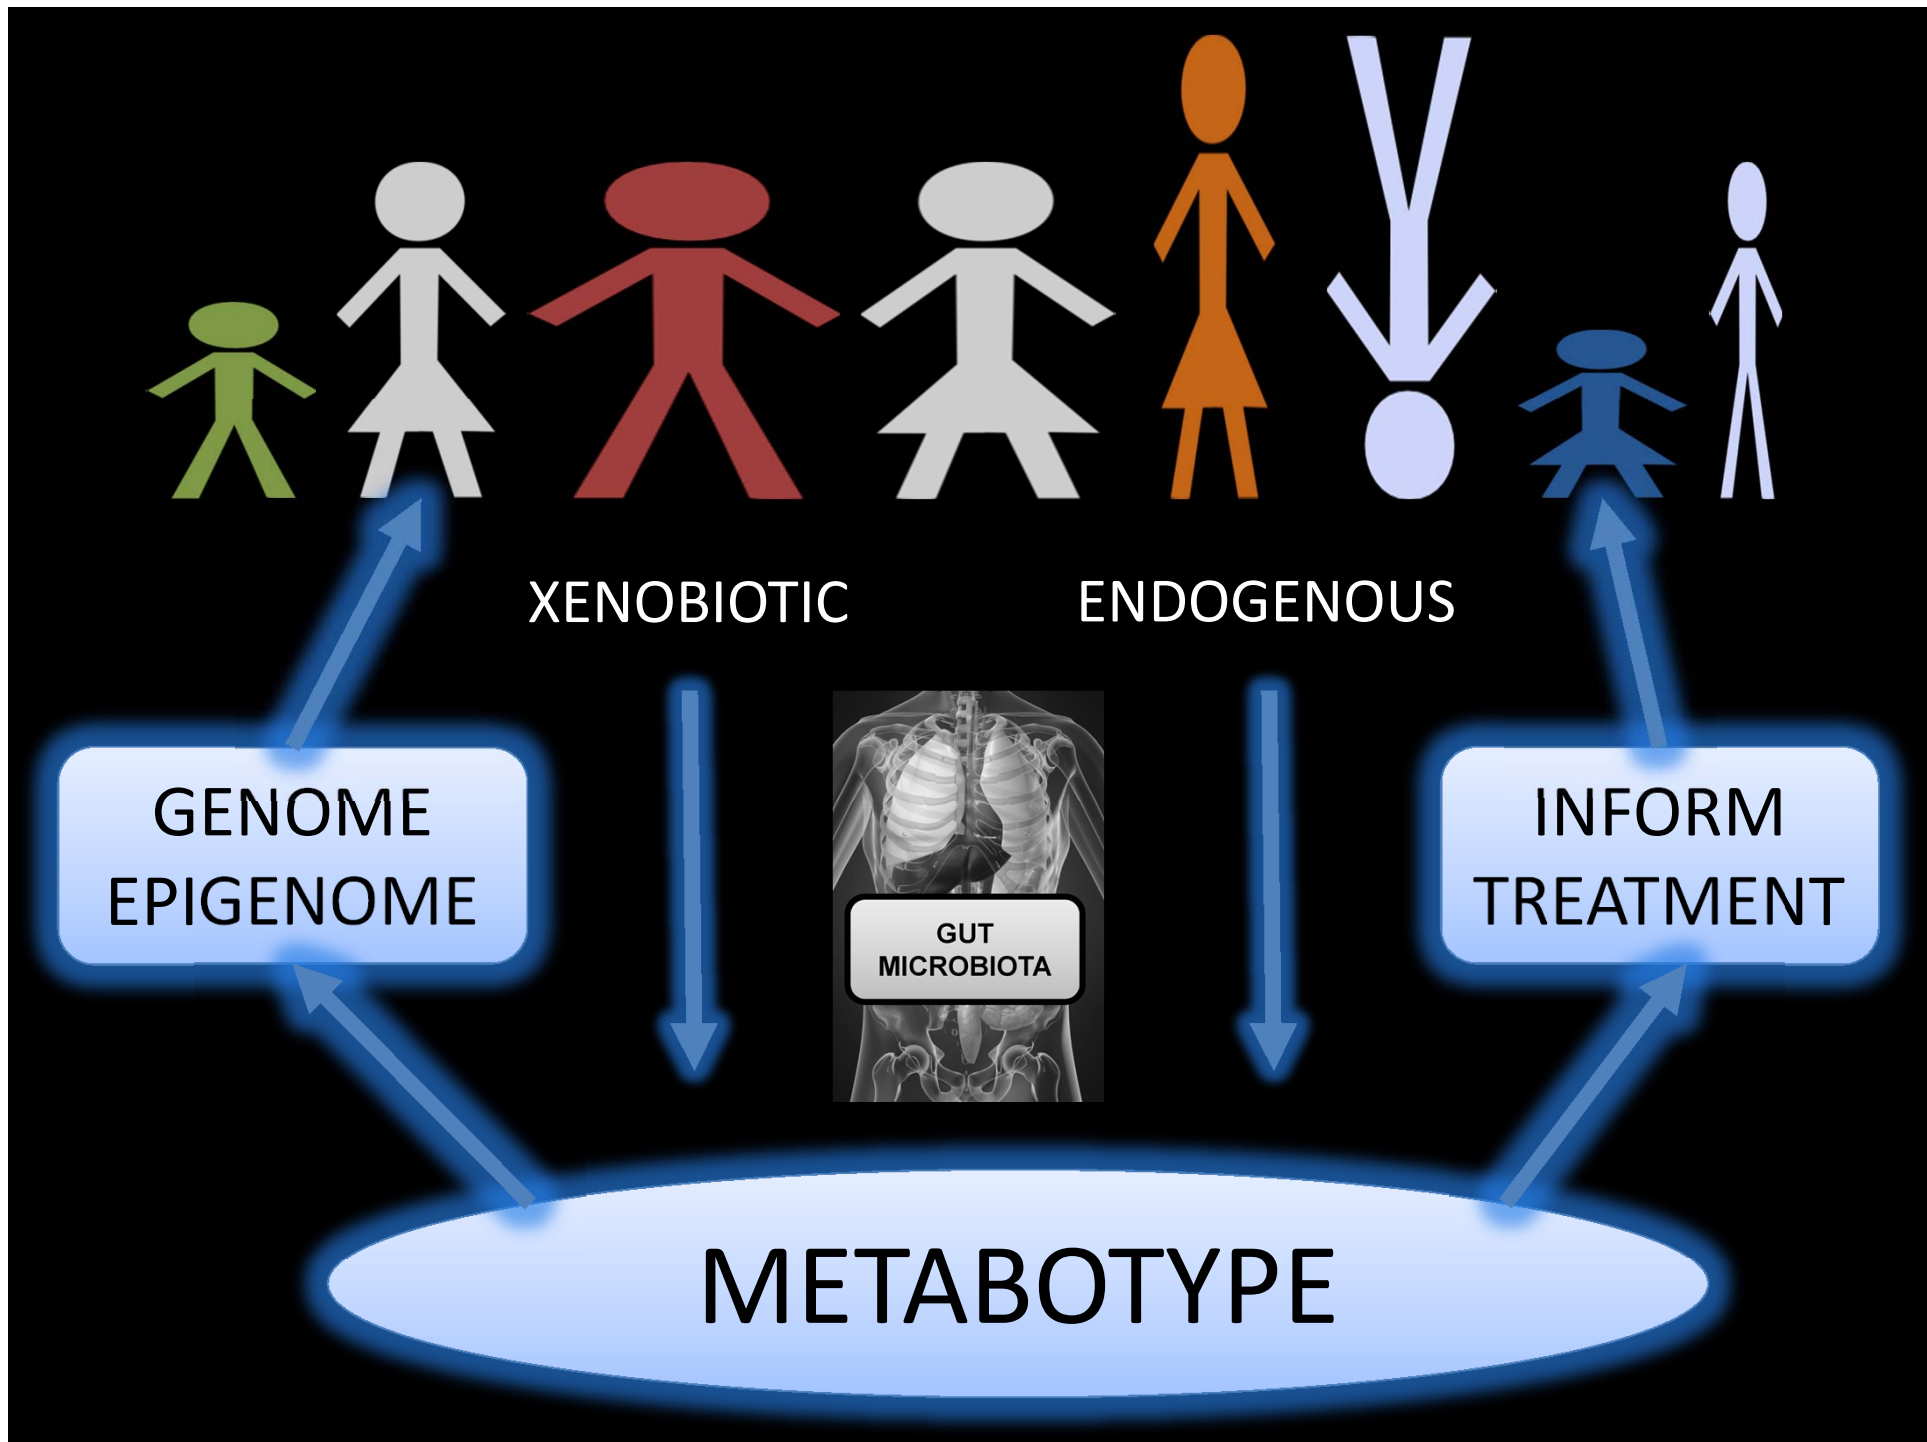 XENOBIOTIC
ENDOGENOUS
GENOME
EPIGENOME
GUT
MICROBIOTA
INFORM
TREATMENT
METABOTYPE